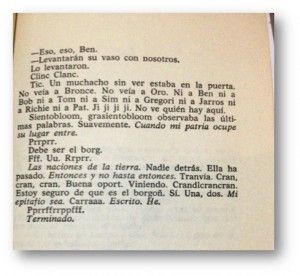 —Eso, eso, Ben.
—Levantarán su vaso con nosotros.
Lo levantaron.
Clinc Clanc.
Tic. Un muchacho sin ver estaba en la puerta.
No veía a Bronce. No veía a Oro. Ni a Ben ni a
Bob ni a Tom ni a Sim ni a Gregori ni a Jarros ni
a Richie ni a Pat. Ji ji ji ji. No ve quién hay aquí.
Sientobloom, grasientobloom observaba las últi-
mas palabras. Suavemente. Cuando mi patria ocupe
su lugar entre.
Prrprr.
Debe ser el borg.
Fff. Uu. Rrprr.
Las naciones de la tierra. Nadie detrás. Ella ha
pasado. Entonces y no hasta entonces. Tranvía. Cran,
cran, cran. Buena oport. Viniendo. Crandlcrancran.
Estoy seguro de que es el borgoñ. Sí. Una, dos. Mi
epitafio sea. Carraaa. Escrito. He.
Pprrffrrppfff.
Terminado.